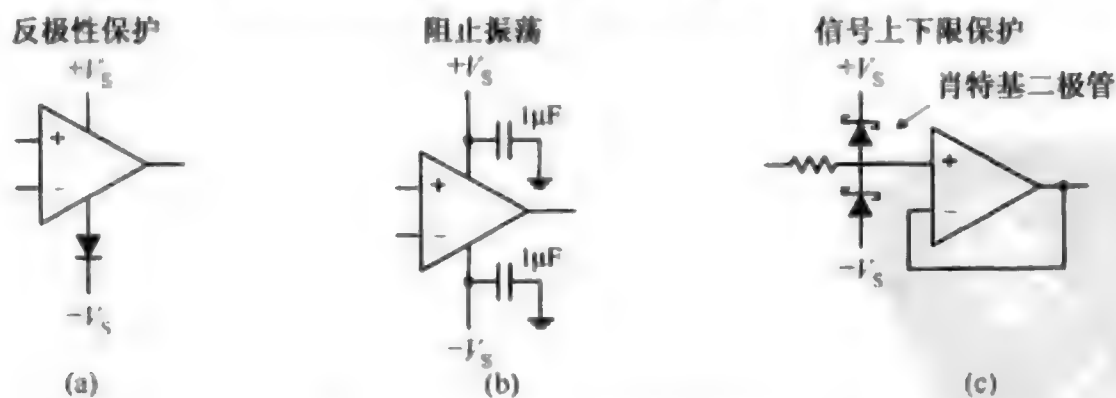 反极性保护
+Vs
+
-
-Vs
(a)
阻止振荡
+Vs
1μF
+
-
1μF
-Vs
(b)
信号上下限保护
+Vs
肖特基二极管
+
-
-Vs
(c)